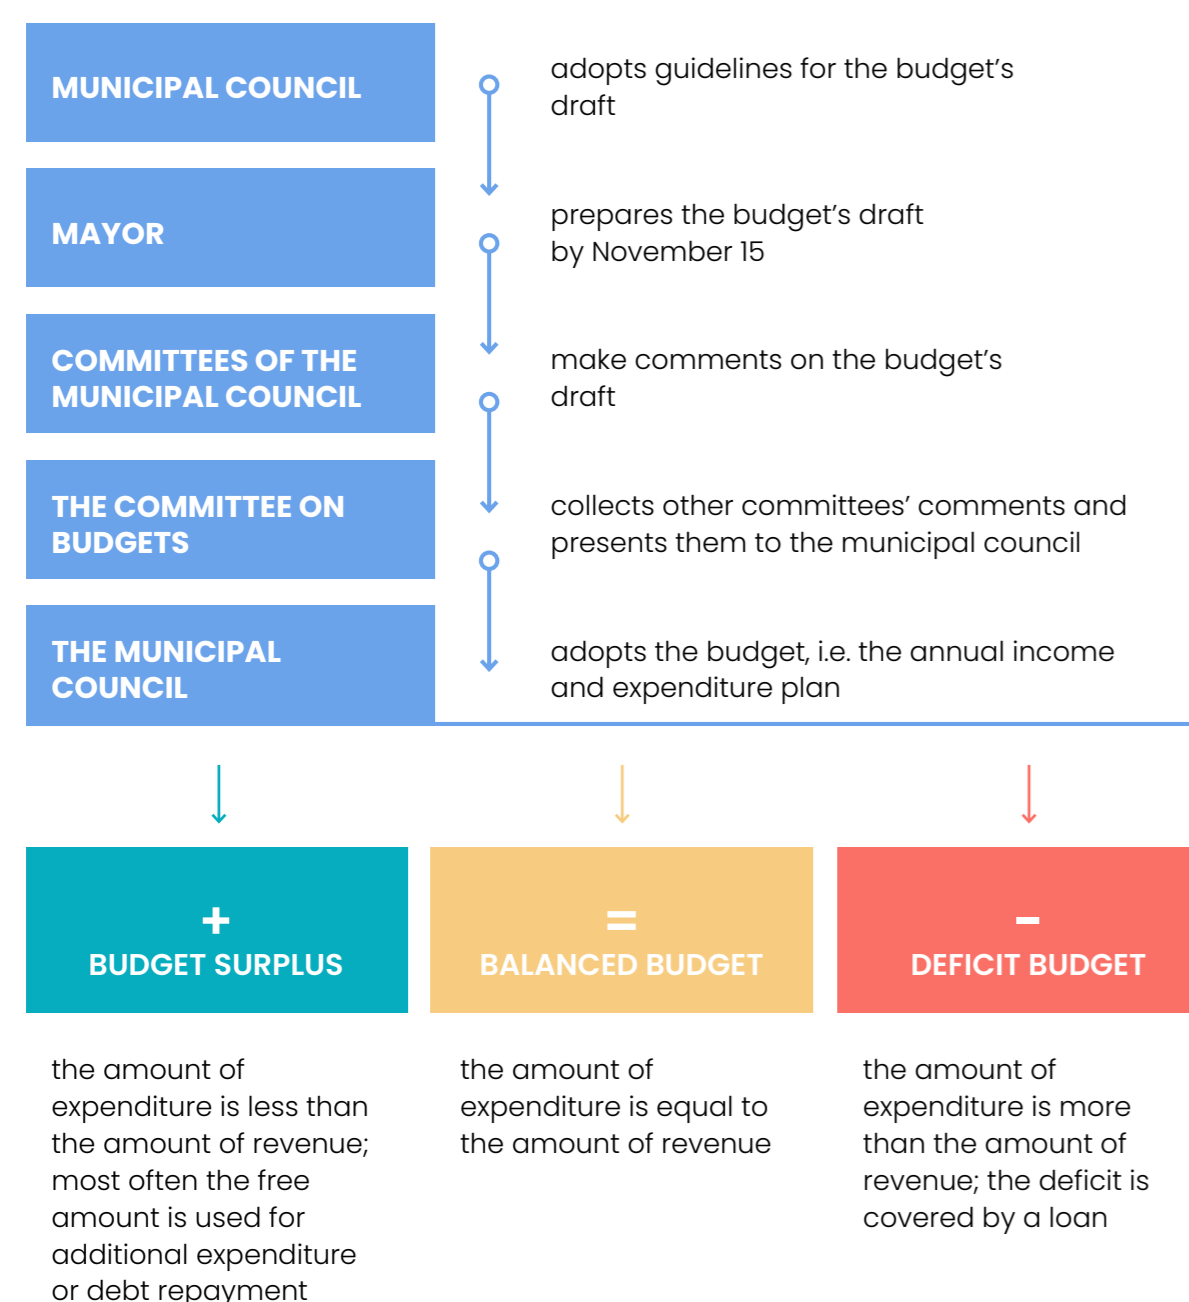 MUNICIPAL COUNCIL
adopts guidelines for the budget’s
draft
MAYOR
prepares the budget’s draft
by November 15
COMMITTEES OF THE
MUNICIPAL COUNCIL
make comments on the budget’s
draft
THE COMMITTEE ON
BUDGETS
collects other committees’ comments and
presents them to the municipal council
THE MUNICIPAL
COUNCIL
adopts the budget, i.e. the annual income
and expenditure plan
+
BUDGET SURPLUS
the amount of
expenditure is less than
the amount of revenue;
most often the free
amount is used for
additional expenditure
or debt repayment
=
BALANCED BUDGET
the amount of
expenditure is equal to
the amount of revenue
-
DEFICIT BUDGET
the amount of
expenditure is more
than the amount of
revenue; the deficit is
covered by a loan